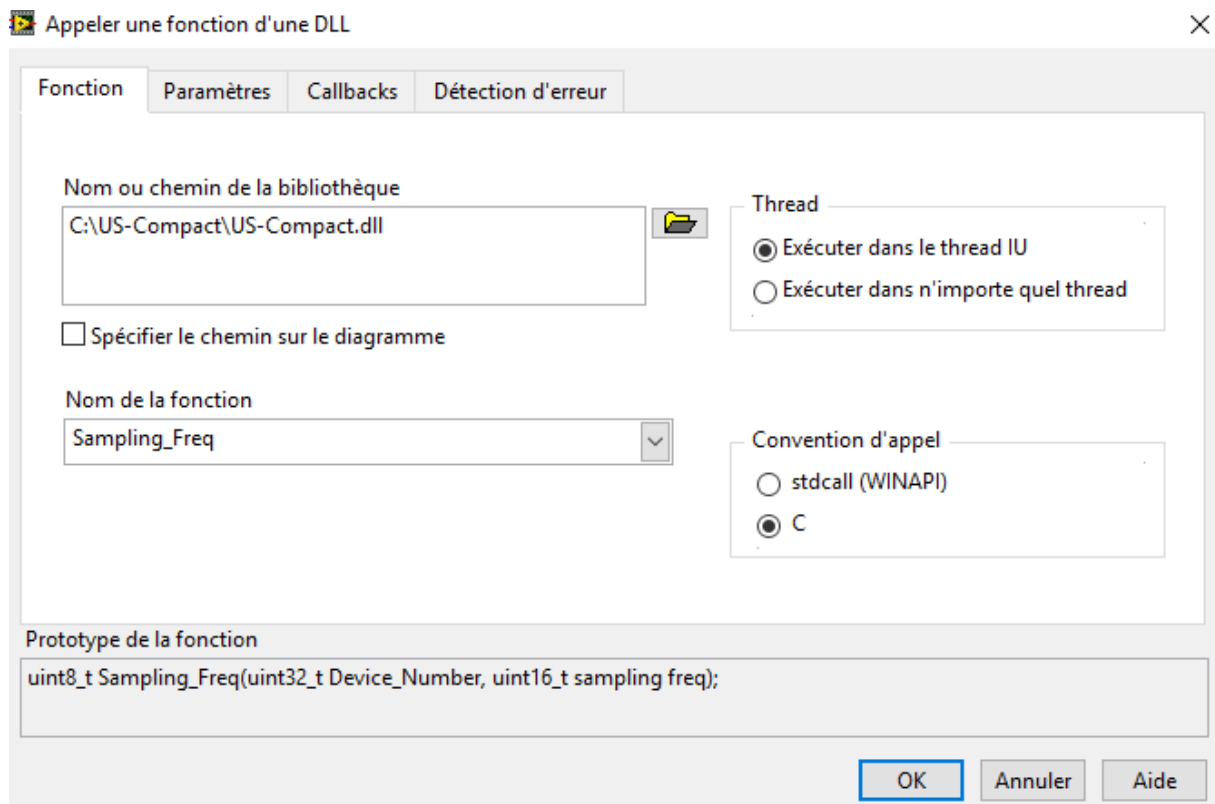 Appeler une fonction d'une DLL
Fonction
Paramètres
Callbacks
Détection d'erreur
Nom ou chemin de la bibliothèque
C:\US-Compact\US-Compact.dll
Thread
Exécuter dans le thread IU
Exécuter dans n'importe quel thread
Spécifier le chemin sur le diagramme
Nom de la fonction
Sampling_Freq
Convention d'appel
stdcall (WINAPI)
C
Prototype de la fonction
uint8_t Sampling_Freq(uint32_t Device_Number, uint16_t sampling freq);
OK
Annuler
Aide